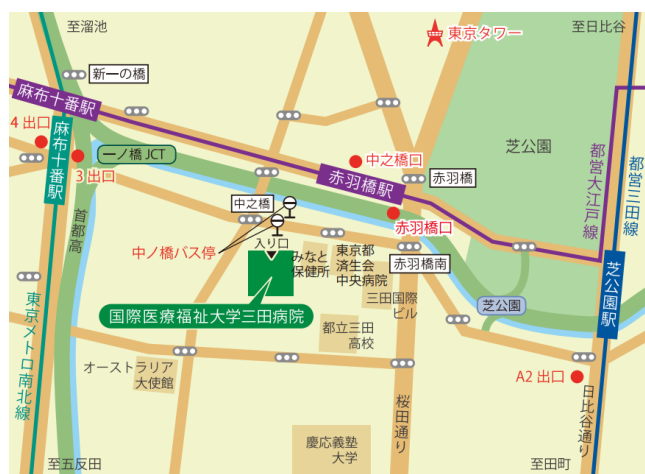 至溜池
至日比谷
東京タワー
新一の橋
麻布十番駅
4 出口
麻布十番駅
一ノ橋 JCT
3 出口
中之橋口
赤羽橋駅
赤羽橋
芝公園
都営大江戸線
都営三田線
首都高
中之橋
赤羽橋口
中ノ橋バス停
入り口
みなと
保健所
東京都
済生会
中央病院
赤羽橋南
芝公園駅
国際医療福祉大学三田病院
三田国際
ビル
芝公園
東京メトロ南北線
都立三田
高校
オーストラリア
大使館
A2 出口
桜田通り
日比谷通り
慶応義塾
大学
至五反田
至田町